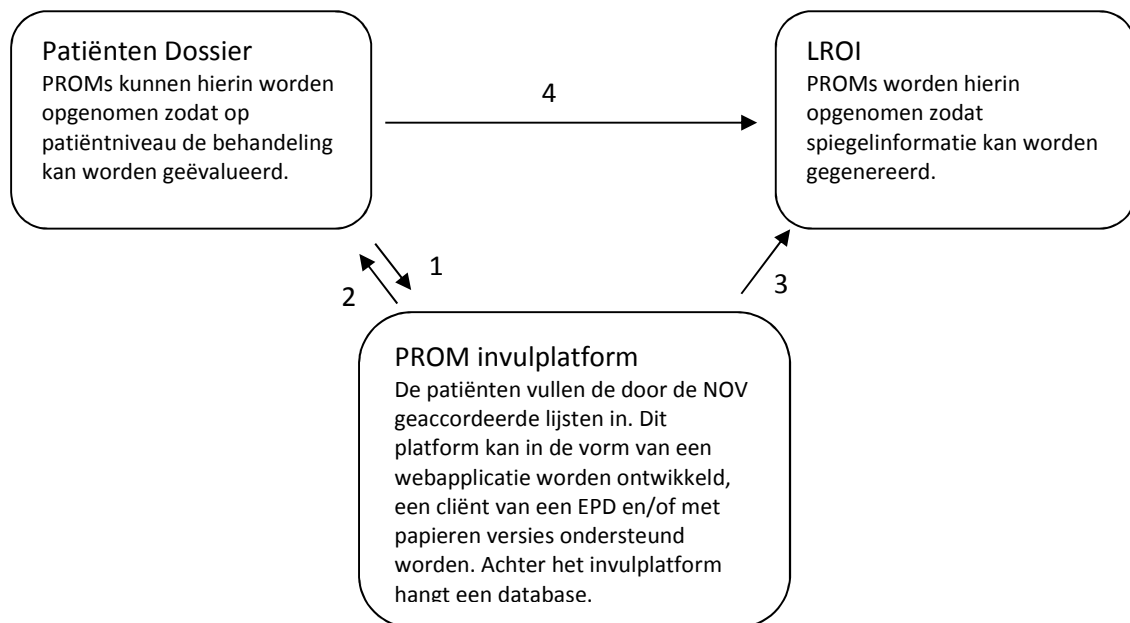 Patiënten Dossier
PROMs kunnen hierin worden
opgenomen zodat op
patiëntniveau de behandeling
kan worden geëvalueerd.
4
LROI
PROMs worden hierin
opgenomen zodat
spiegelinformatie kan worden
gegenereerd.
1
2
3
PROM invulplatform
De patiënten vullen de door de NOV
geaccordeerde lijsten in. Dit
platform kan in de vorm van een
webapplicatie worden ontwikkeld,
een cliënt van een EPD en/of met
papieren versies ondersteund
worden. Achter het invulplatform
hangt een database.